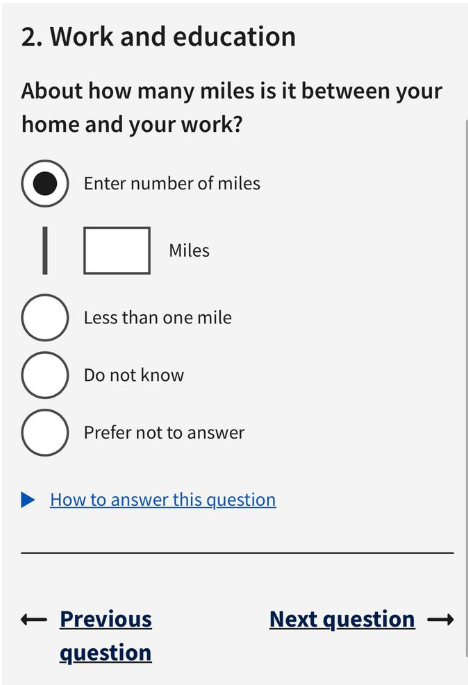 2. Work and education
About how many miles is it between your
home and your work?
Enter number of miles
Miles
Less than one mile
Do not know
Prefer not to answer
How to answer this question
Previous
question
Next question